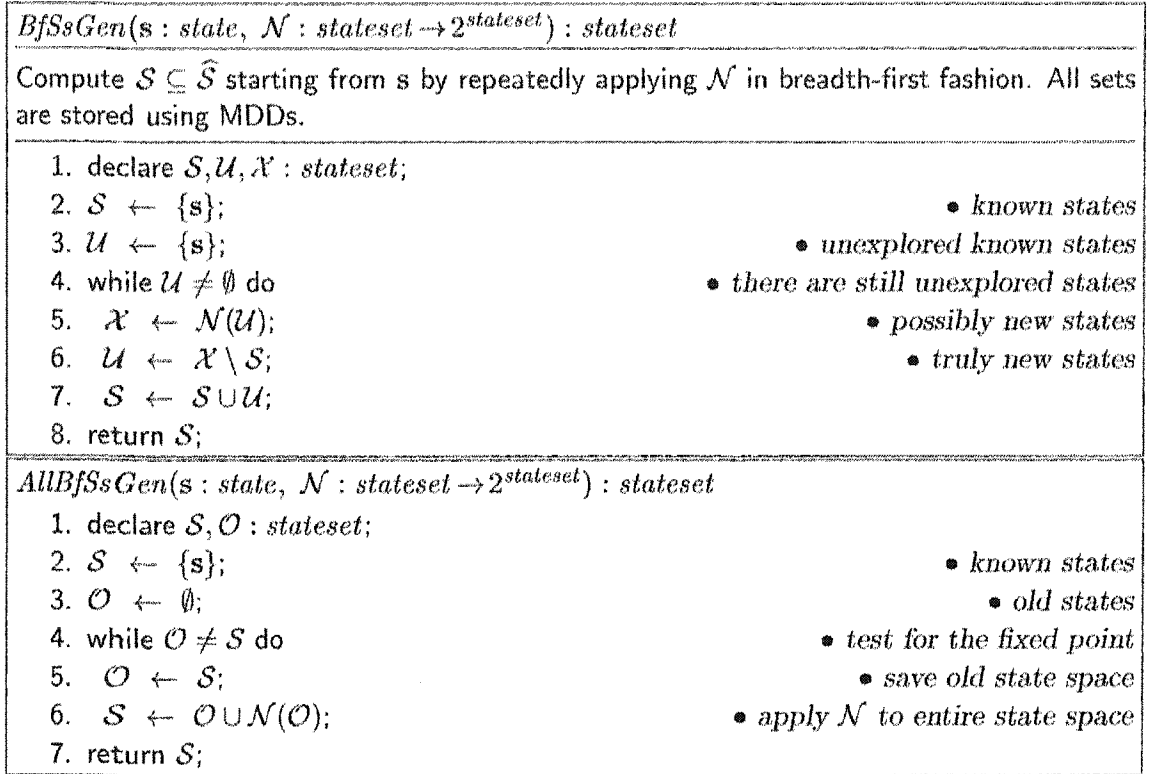 BfSsGen(s : state, 𝒩 : stateset → 2^stateset) : stateset
Compute 𝒮 ⊆ 𝒮̂ starting from s by repeatedly applying 𝒩 in breadth-first fashion. All sets
are stored using MDDs.
1. declare 𝒮, 𝒰, 𝒳 : stateset;
2. 𝒮 ← {s}; • known states
3. 𝒰 ← {s}; • unexplored known states
4. while 𝒰 ≠ ∅ do • there are still unexplored states
5. 𝒳 ← 𝒩(𝒰); • possibly new states
6. 𝒰 ← 𝒳 \ 𝒮; • truly new states
7. 𝒮 ← 𝒮 ∪ 𝒰;
8. return 𝒮;
AllBfSsGen(s : state, 𝒩 : stateset → 2^stateset) : stateset
1. declare 𝒮, 𝒪 : stateset;
2. 𝒮 ← {s}; • known states
3. 𝒪 ← ∅; • old states
4. while 𝒪 ≠ 𝒮 do • test for the fixed point
5. 𝒪 ← 𝒮; • save old state space
6. 𝒮 ← 𝒪 ∪ 𝒩(𝒪); • apply 𝒩 to entire state space
7. return 𝒮;